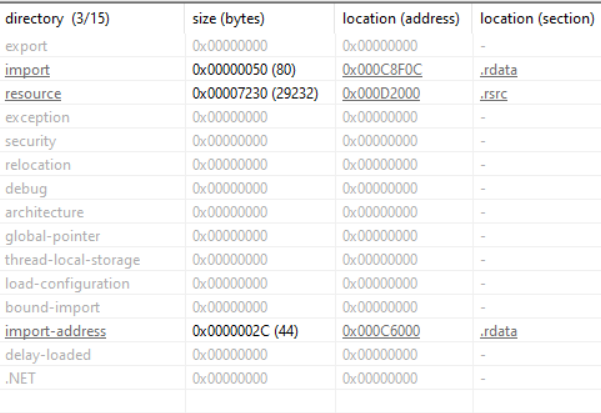 directory (3/15) size (bytes) location (address) location (section)
export 0x00000000 0x00000000 -
import 0x00000050 (80) 0x000C8F0C .rdata
resource 0x00007230 (29232) 0x000D2000 .rsrc
exception 0x00000000 0x00000000 -
security 0x00000000 0x00000000 -
relocation 0x00000000 0x00000000 -
debug 0x00000000 0x00000000 -
architecture 0x00000000 0x00000000 -
global-pointer 0x00000000 0x00000000 -
thread-local-storage 0x00000000 0x00000000 -
load-configuration 0x00000000 0x00000000 -
bound-import 0x00000000 0x00000000 -
import-address 0x0000002C (44) 0x000C6000 .rdata
delay-loaded 0x00000000 0x00000000 -
.NET 0x00000000 0x00000000 -